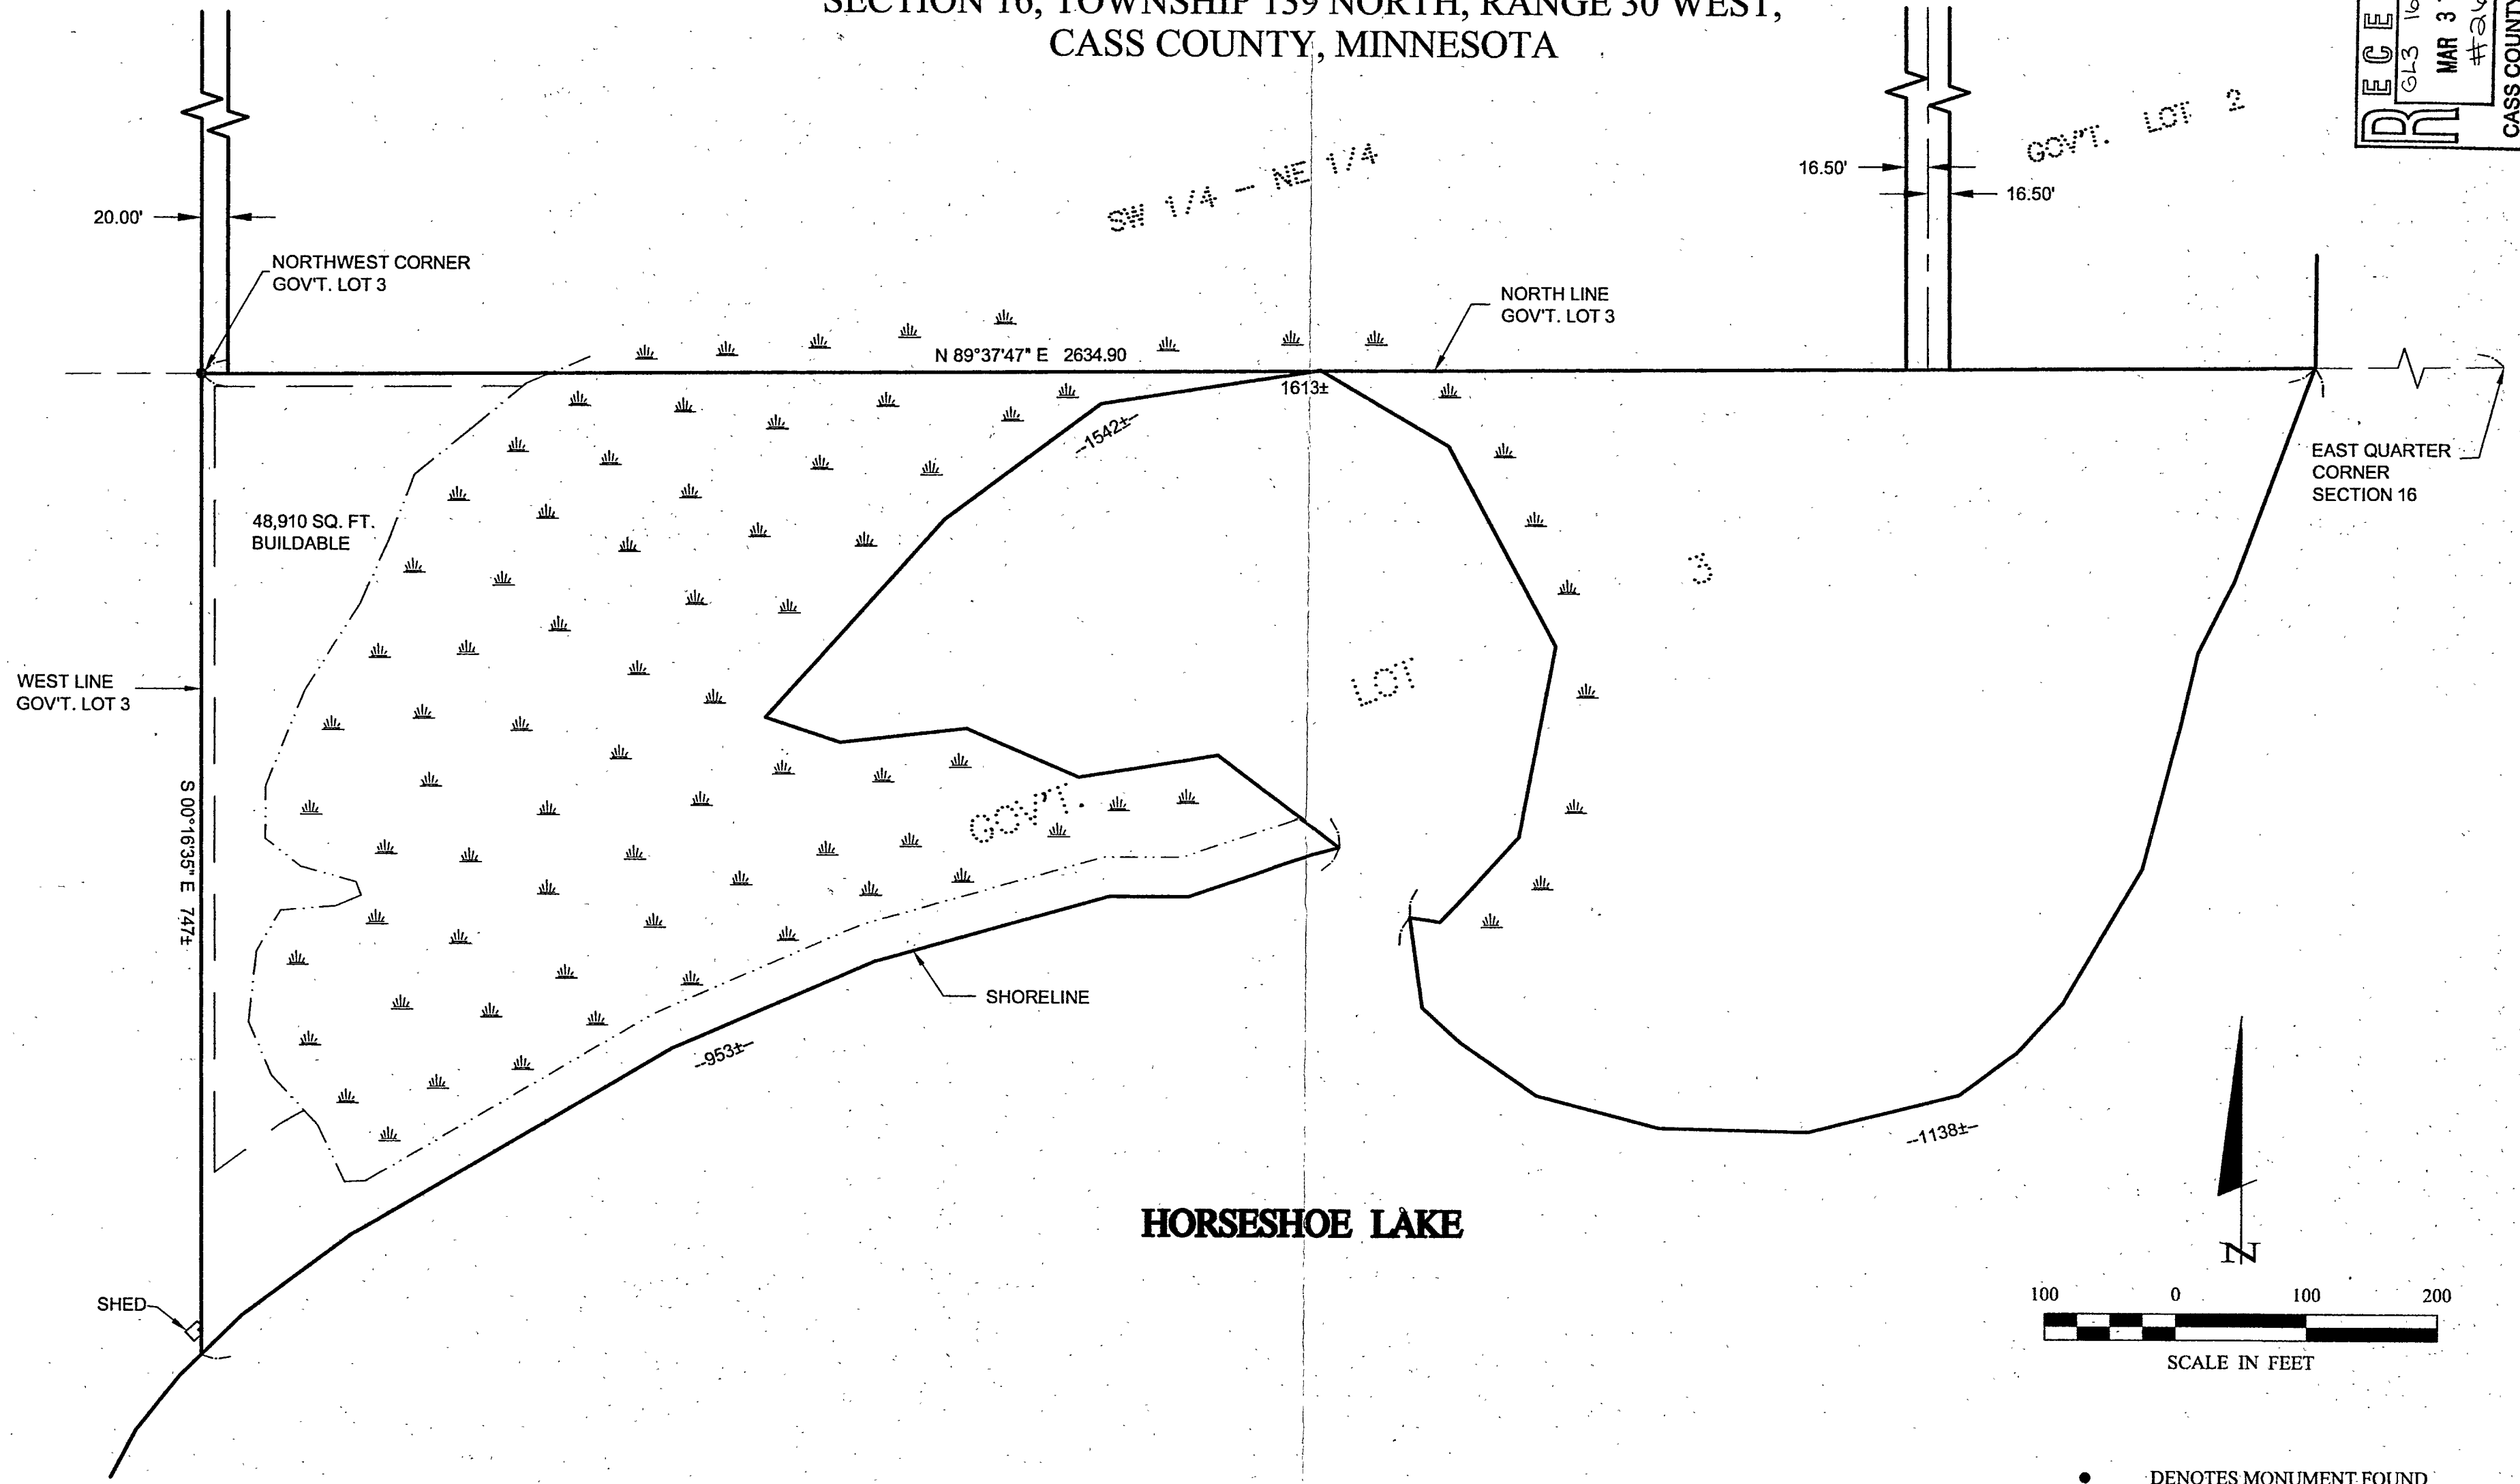 SECTION 16, TOWNSHIP 139 NORTH, RANGE 30 WEST,
CASS COUNTY, MINNESOTA
R E C E
GL3 16
MAR 3
CASS COUNTY
GOV'T. LOT 2
SW 1/4 - NE 1/4
16.50'
16.50'
20.00'
NORTHWEST CORNER
GOV'T. LOT 3
NORTH LINE
GOV'T. LOT 3
N 89°37'47" E 2634.90
1613±
--1542±--
EAST QUARTER
CORNER
SECTION 16
48,910 SQ. FT.
BUILDABLE
3
LOT
GOV'T.
WEST LINE
GOV'T. LOT 3
S 00°16'35" E 747±
SHORELINE
--953±--
--1138±--
HORSESHOE LAKE
N
SHED
100 0 100 200
SCALE IN FEET
DENOTES MONUMENT FOUND